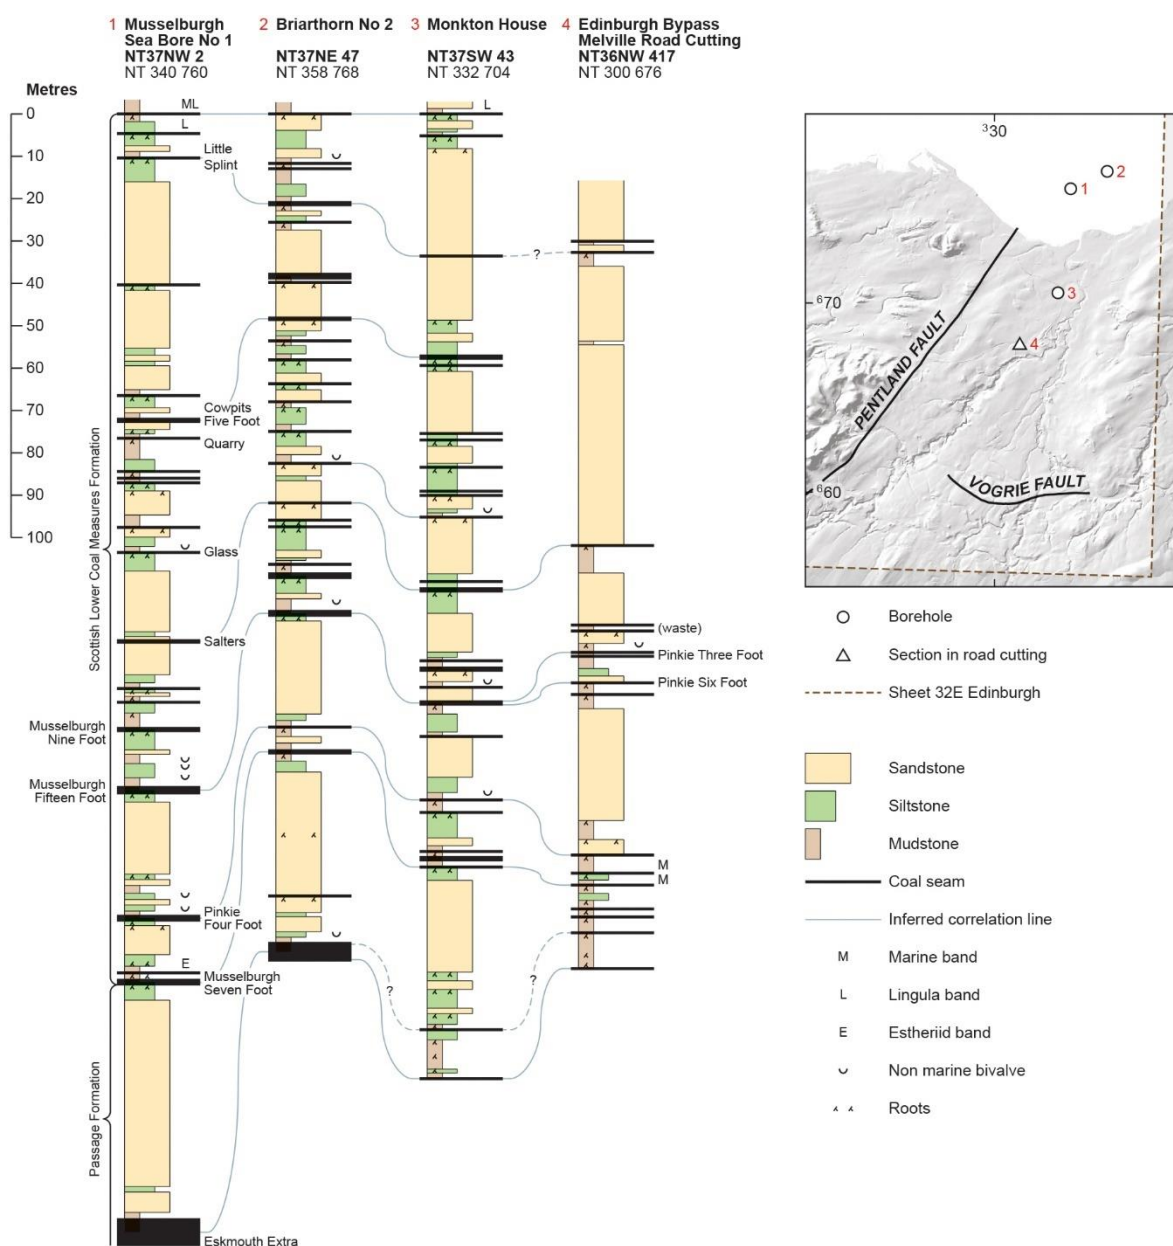 1 Musselburgh
Sea Bore No 1
NT37NW 2
NT 340 760
2 Briarthorn No 2
NT37NE 47
NT 358 768
3 Monkton House
NT37SW 43
NT 332 704
4 Edinburgh Bypass
Melville Road Cutting
NT36NW 417
NT 300 676
Metres
0
10
20
30
40
50
60
70
80
90
100
Scottish Lower Coal Measures Formation
Passage Formation
ML
L
Little
Splint
Cowpits
Five Foot
Quarry
Glass
Salters
Musselburgh
Nine Foot
Musselburgh
Fifteen Foot
Pinkie
Four Foot
E
Musselburgh
Seven Foot
Eskmouth Extra
L
?
?
?
(waste)
Pinkie Three Foot
Pinkie Six Foot
M
M
330
670
660
1
2
3
4
PENTLAND FAULT
VOGRIE FAULT
Borehole
Section in road cutting
Sheet 32E Edinburgh
Sandstone
Siltstone
Mudstone
Coal seam
Inferred correlation line
M Marine band
L Lingula band
E Estheriid band
Non marine bivalve
Roots